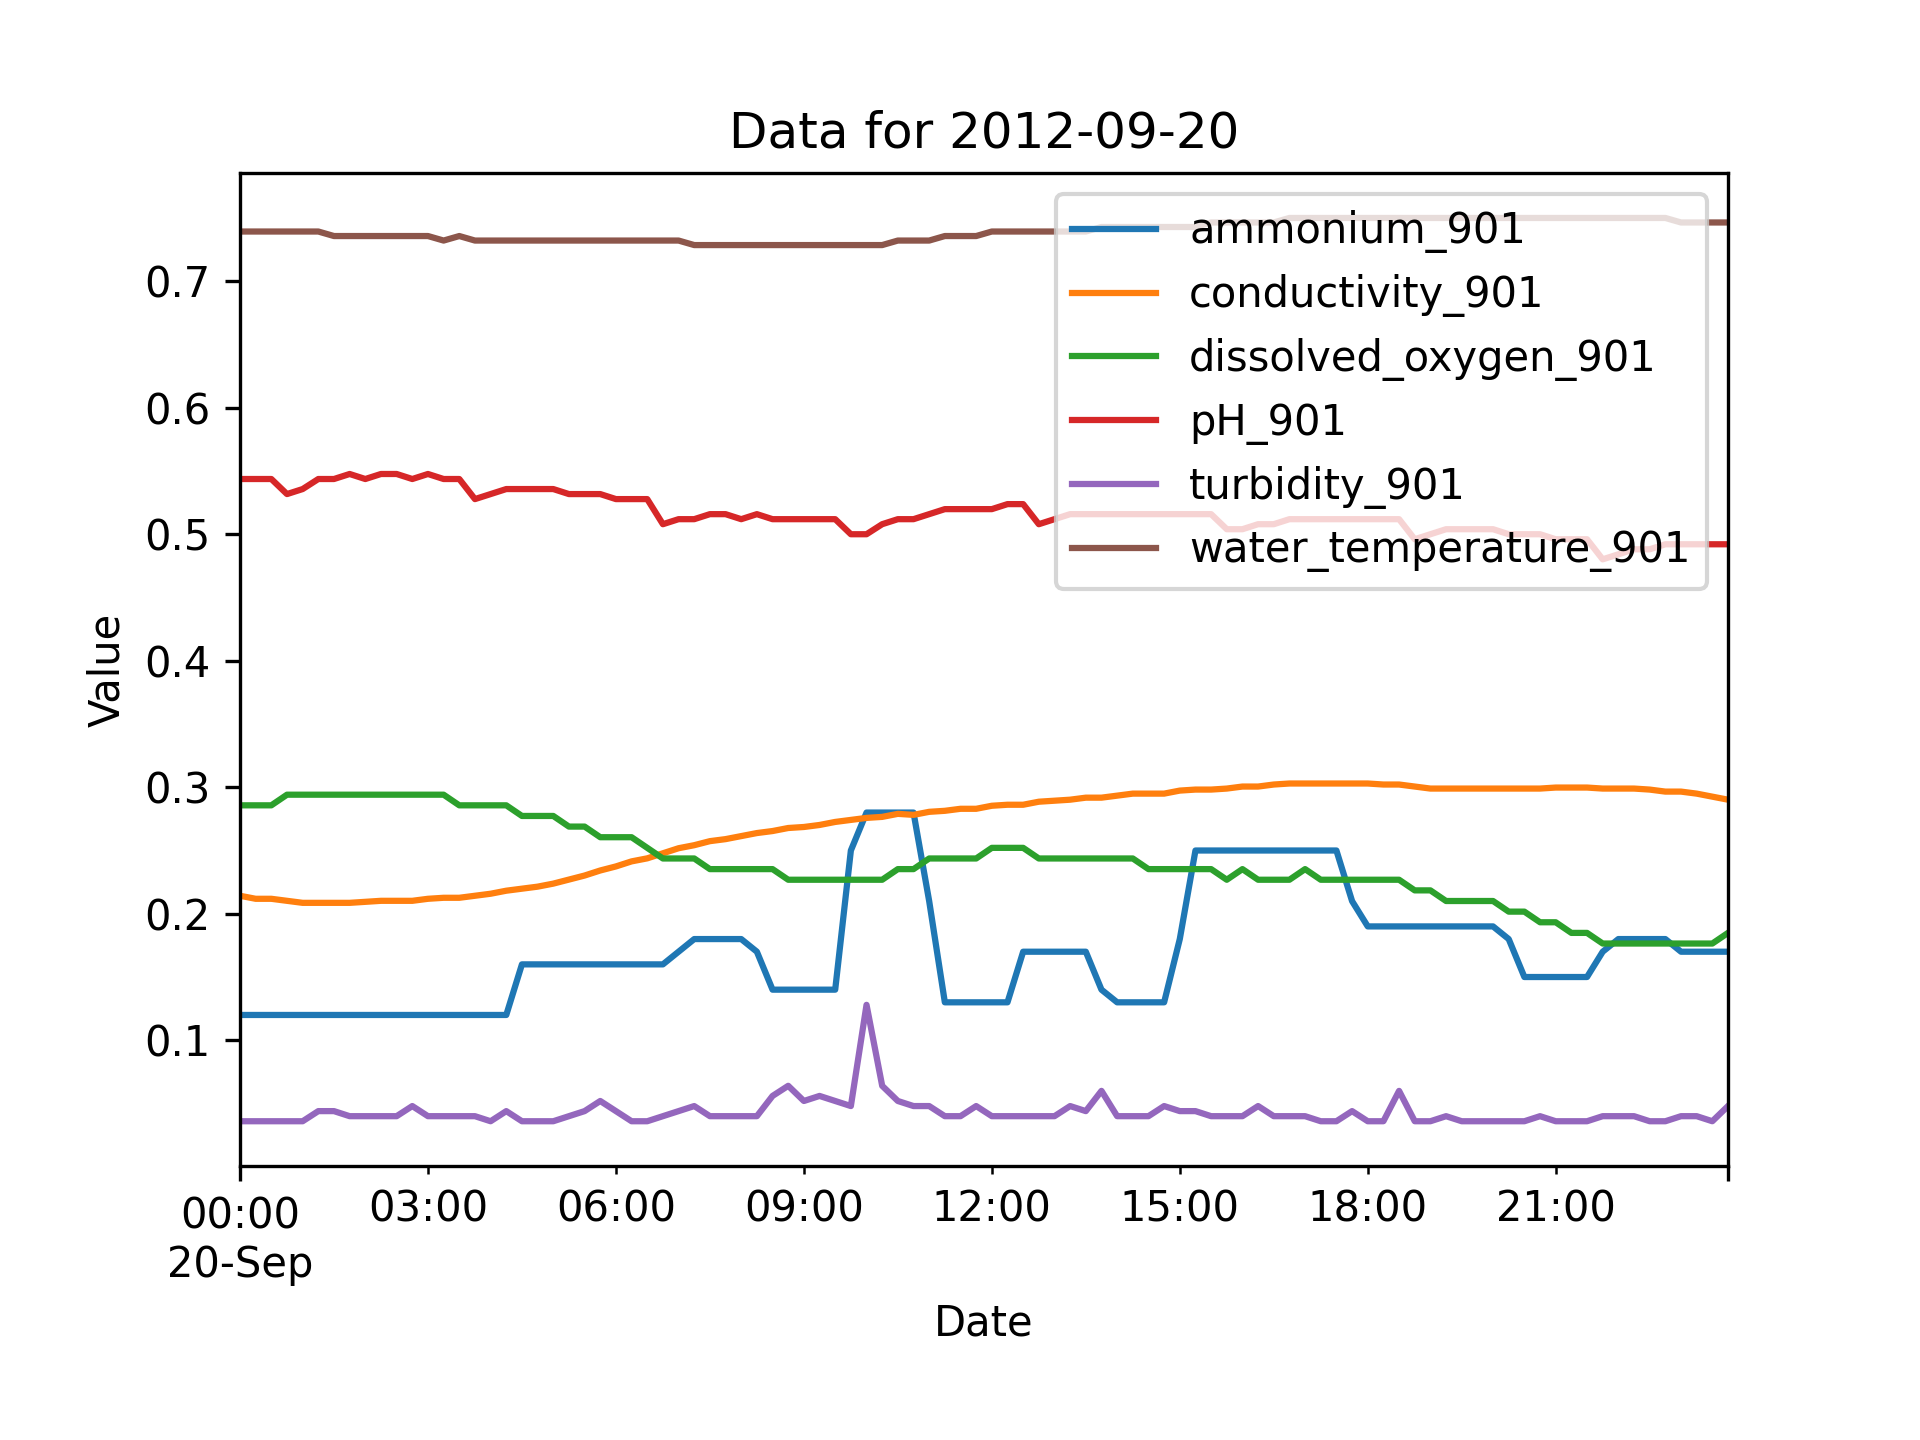 Data for 2012-09-20
ammonium_901
conductivity_901
dissolved_oxygen_901
pH_901
turbidity_901
water_temperature_901
Value
0.7
0.6
0.5
0.4
0.3
0.2
0.1
00:00 03:00 06:00 09:00 12:00 15:00 18:00 21:00
20-Sep
Date